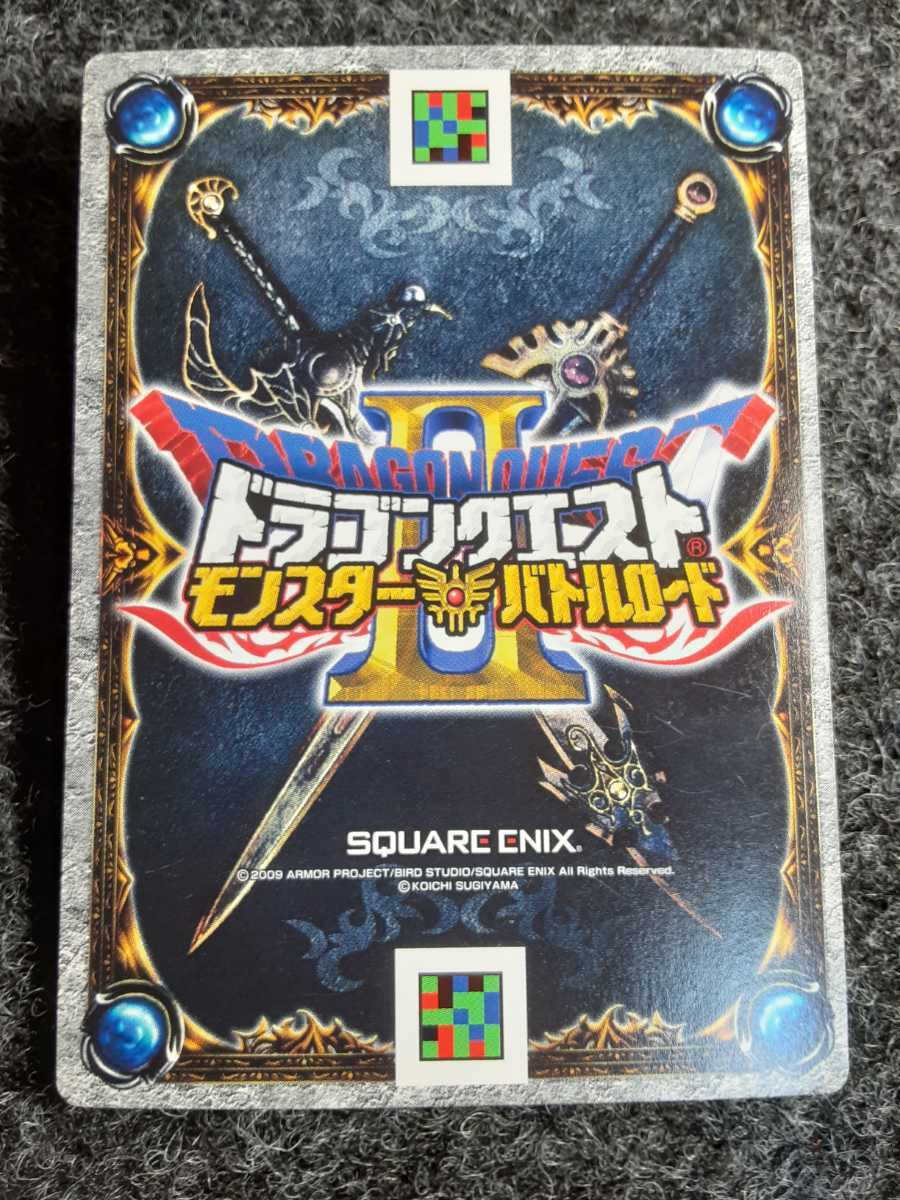 DRAGON QUEST
II
ドラゴンクエスト®
モンスターバトルロード
SQUARE ENIX®
© 2009 ARMOR PROJECT/BIRD STUDIO/SQUARE ENIX All Rights Reserved.
© KOICHI SUGIYAMA